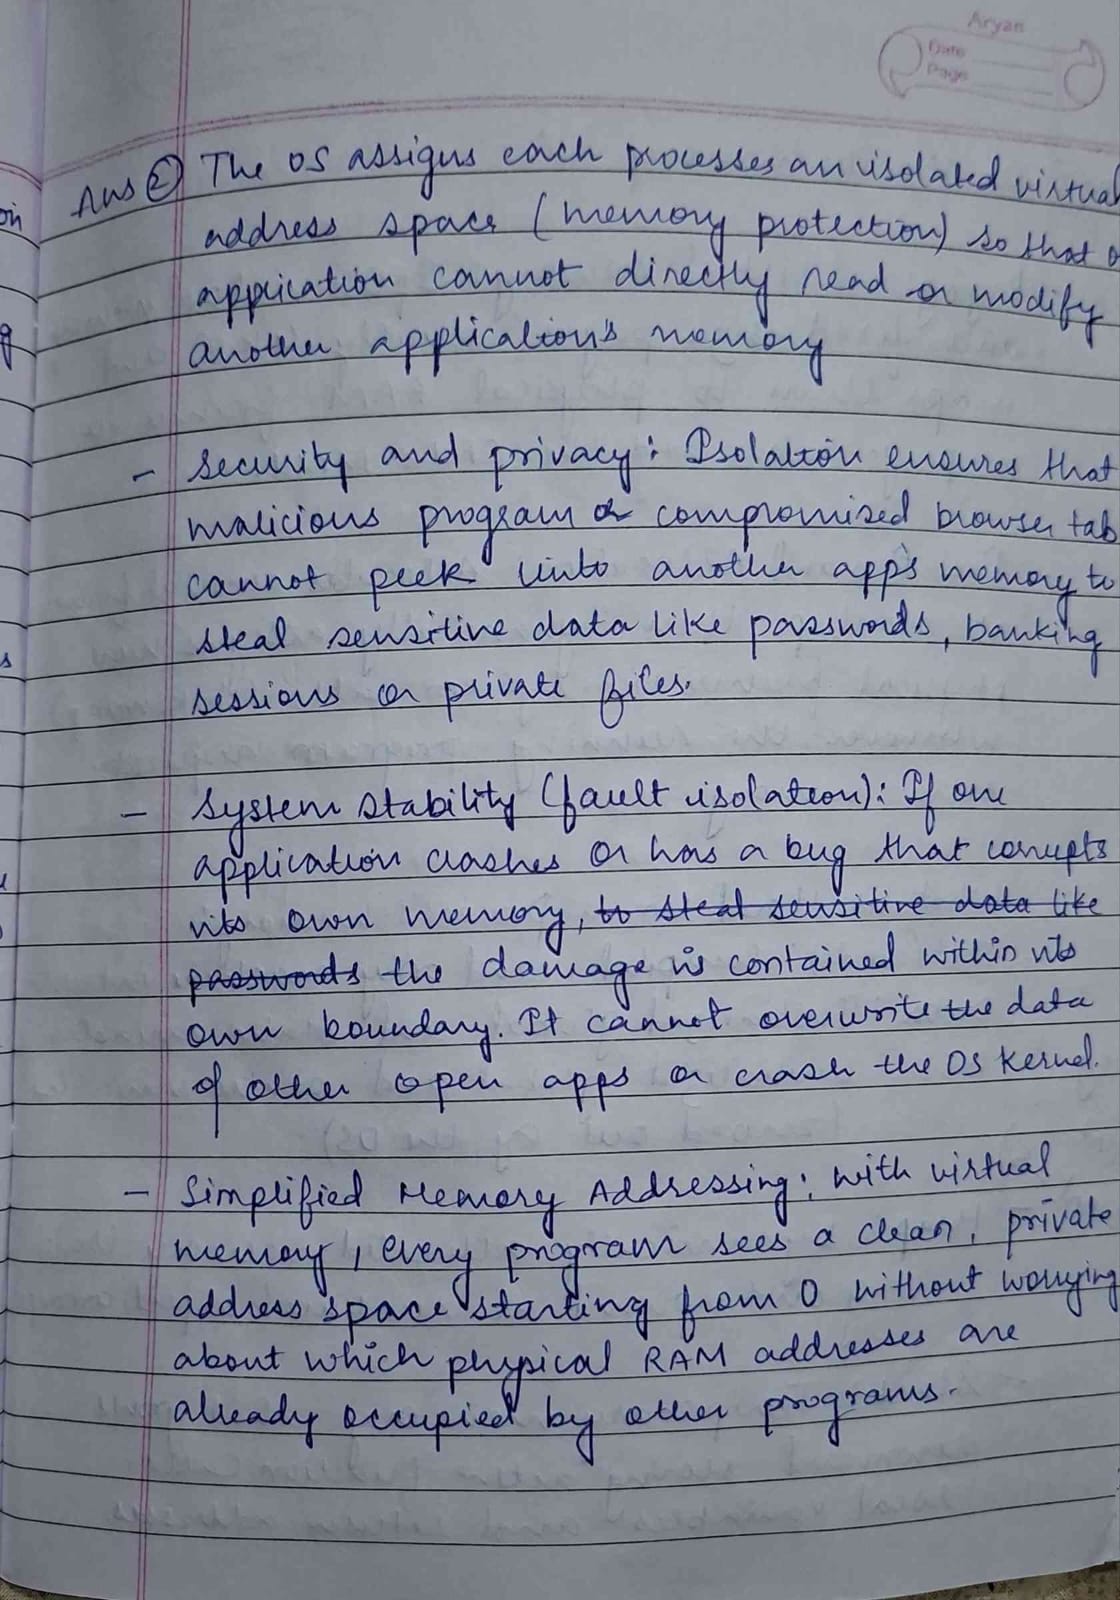 Aryan
Date
Page
Ans ② The OS assigns each processes an isolated virtual
address space (memory protection) so that a
application cannot directly read or modify
another application's memory
- Security and privacy: Isolation ensures that
malicious program or compromised browser tab
cannot peek into another app's memory to
steal sensitive data like passwords, banking
sessions or private files.
- System Stability (fault isolation): If one
application crashes or has a bug that corrupts
its own memory, to steal sensitive data like
passwords the damage is contained within its
own boundary. It cannot overwrite the data
of other open apps or crash the OS Kernel.
- Simplified Memory Addressing: with virtual
memory, every program sees a clean, private
address space starting from 0 without worrying
about which physical RAM addresses are
already occupied by other programs.